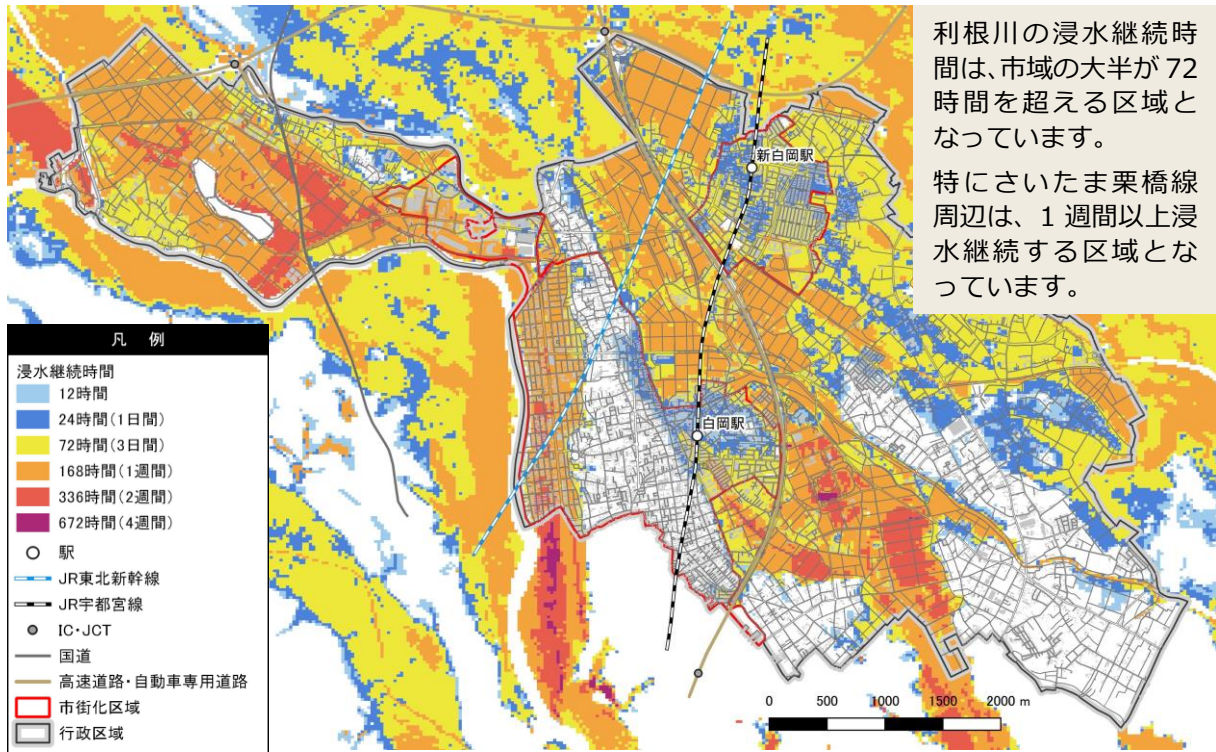 利根川の浸水継続時
間は、市域の大半が 72
時間を超える区域と
なっています。
特にさいたま栗橋線
周辺は、1 週間以上浸
水継続する区域とな
っています。
新白岡駅
白岡駅
凡 例
浸水継続時間
12時間
24時間(1日間)
72時間(3日間)
168時間(1週間)
336時間(2週間)
672時間(4週間)
駅
JR東北新幹線
JR宇都宮線
IC・JCT
国道
高速道路・自動車専用道路
市街化区域
行政区域
0 500 1000 1500 2000 m